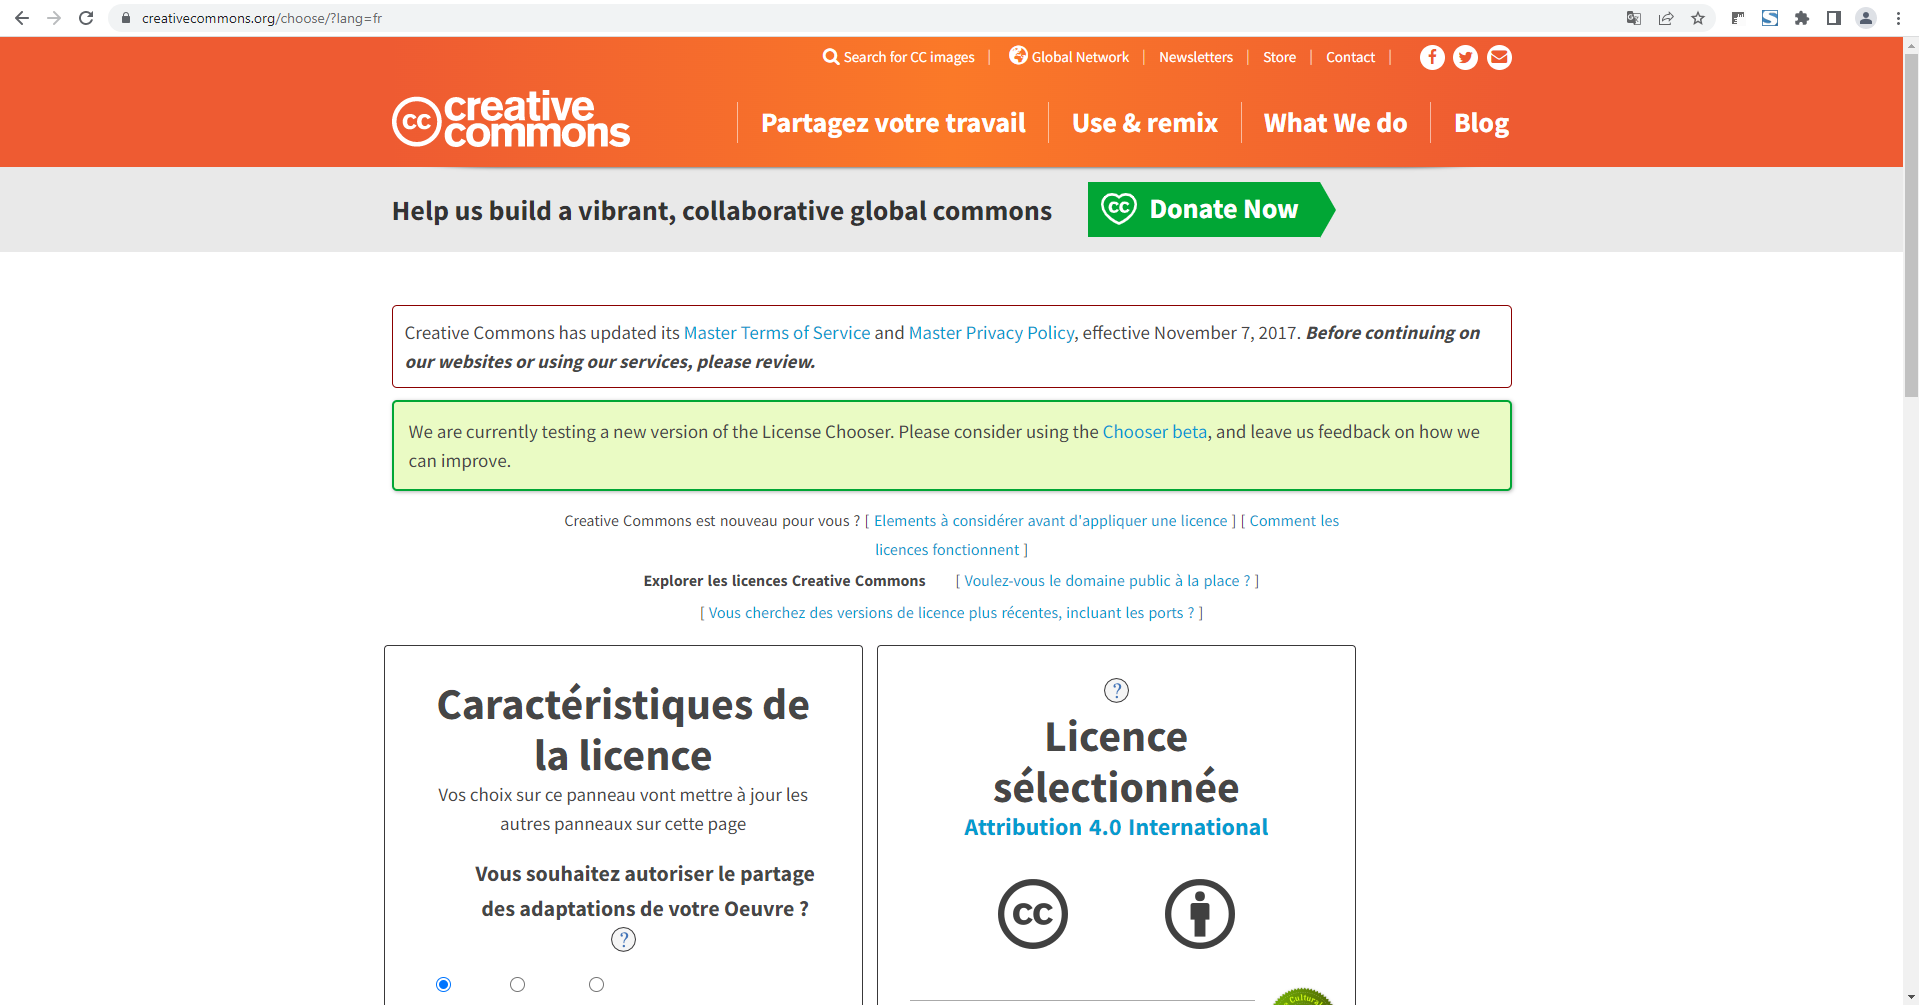 creativecommons.org/choose/?lang=fr
Search for CC images | Global Network | Newsletters | Store | Contact |
cc creative commons
Partagez votre travail
Use & remix
What We do
Blog
Help us build a vibrant, collaborative global commons
cc Donate Now
Creative Commons has updated its Master Terms of Service and Master Privacy Policy, effective November 7, 2017. Before continuing on
our websites or using our services, please review.
We are currently testing a new version of the License Chooser. Please consider using the Chooser beta, and leave us feedback on how we
can improve.
Creative Commons est nouveau pour vous ? [ Elements à considérer avant d'appliquer une licence ] [ Comment les
licences fonctionnent ]
Explorer les licences Creative Commons [ Voulez-vous le domaine public à la place ? ]
[ Vous cherchez des versions de licence plus récentes, incluant les ports ? ]
Caractéristiques de
la licence
Vos choix sur ce panneau vont mettre à jour les
autres panneaux sur cette page
Vous souhaitez autoriser le partage
des adaptations de votre Oeuvre ?
?
?
Licence
sélectionnée
Attribution 4.0 International
cc